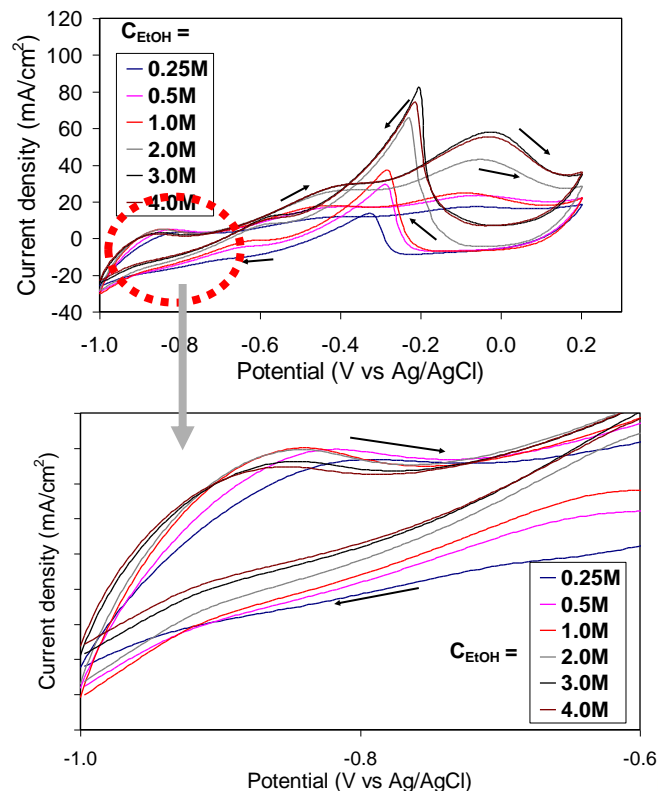 C_EtOH =
0.25M
0.5M
1.0M
2.0M
3.0M
4.0M
120
100
80
60
40
20
0
-20
-40
Current density (mA/cm²)
-1.0 -0.8 -0.6 -0.4 -0.2 0.0 0.2
Potential (V vs Ag/AgCl)
Current density (mA/cm²)
C_EtOH =
0.25M
0.5M
1.0M
2.0M
3.0M
4.0M
-1.0 -0.8 -0.6
Potential (V vs Ag/AgCl)